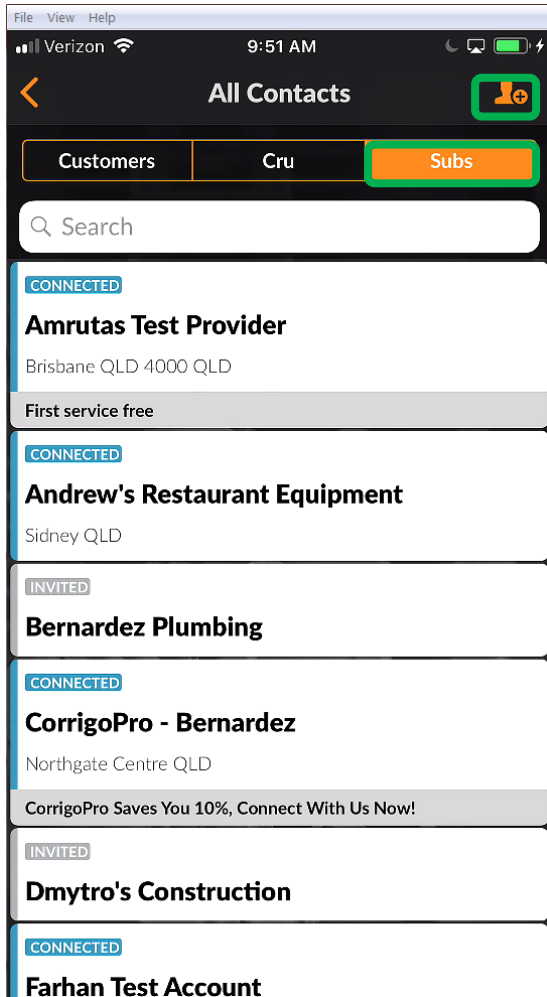 File View Help
Verizon 9:51 AM
All Contacts
Customers Cru Subs
Search
CONNECTED
Amrutas Test Provider
Brisbane QLD 4000 QLD
First service free
CONNECTED
Andrew's Restaurant Equipment
Sidney QLD
INVITED
Bernardez Plumbing
CONNECTED
CorrigoPro - Bernardez
Northgate Centre QLD
CorrigoPro Saves You 10%, Connect With Us Now!
INVITED
Dmytro's Construction
CONNECTED
Farhan Test Account